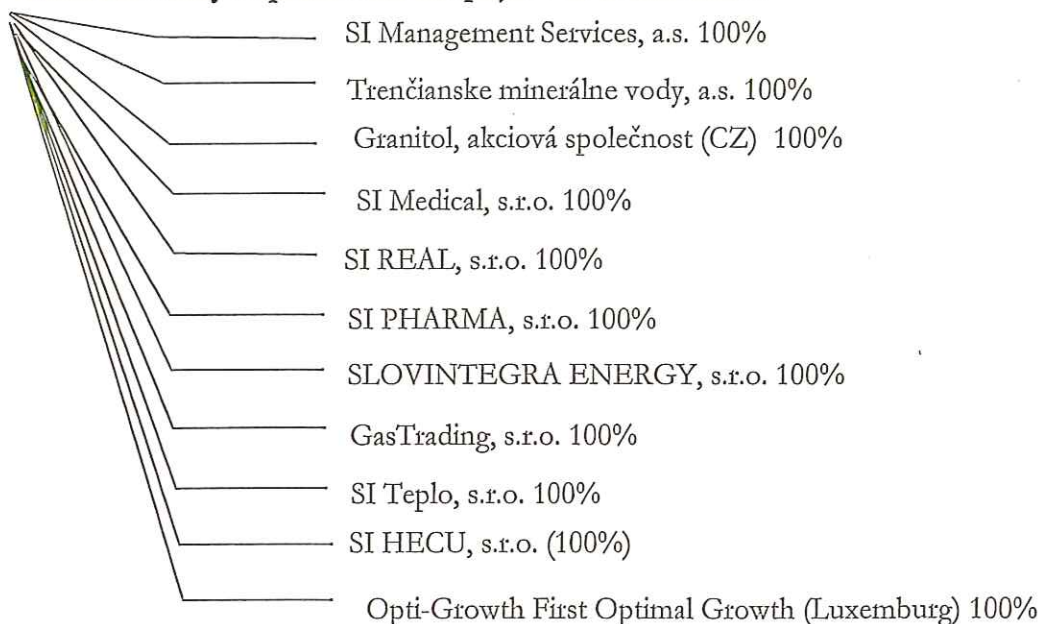 SI Management Services, a.s. 100%
Trenčianske minerálne vody, a.s. 100%
Granitol, akciová společnost (CZ) 100%
SI Medical, s.r.o. 100%
SI REAL, s.r.o. 100%
SI PHARMA, s.r.o. 100%
SLOVINTEGRA ENERGY, s.r.o. 100%
GasTrading, s.r.o. 100%
SI Teplo, s.r.o. 100%
SI HECU, s.r.o. (100%)
Opti-Growth First Optimal Growth (Luxemburg) 100%